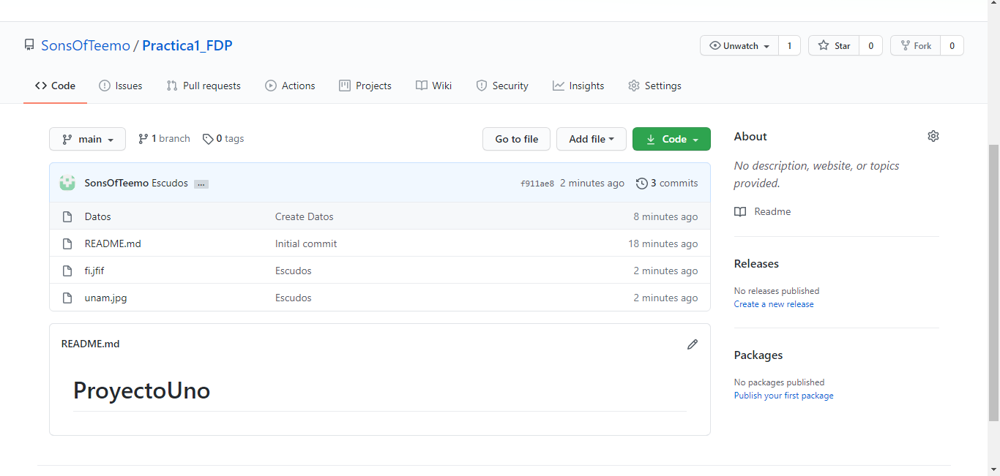 SonsOfTeemo / Practica1_FDP
Unwatch 1 Star 0 Fork 0
Code Issues Pull requests Actions Projects Wiki Security Insights Settings
main 1 branch 0 tags Go to file Add file Code
SonsOfTeemo Escudos ... f911ae8 2 minutes ago 3 commits
Datos Create Datos 8 minutes ago
README.md Initial commit 18 minutes ago
fi.jfif Escudos 2 minutes ago
unam.jpg Escudos 2 minutes ago
README.md
ProyectoUno
About
No description, website, or topics
provided.
Readme
Releases
No releases published
Create a new release
Packages
No packages published
Publish your first package